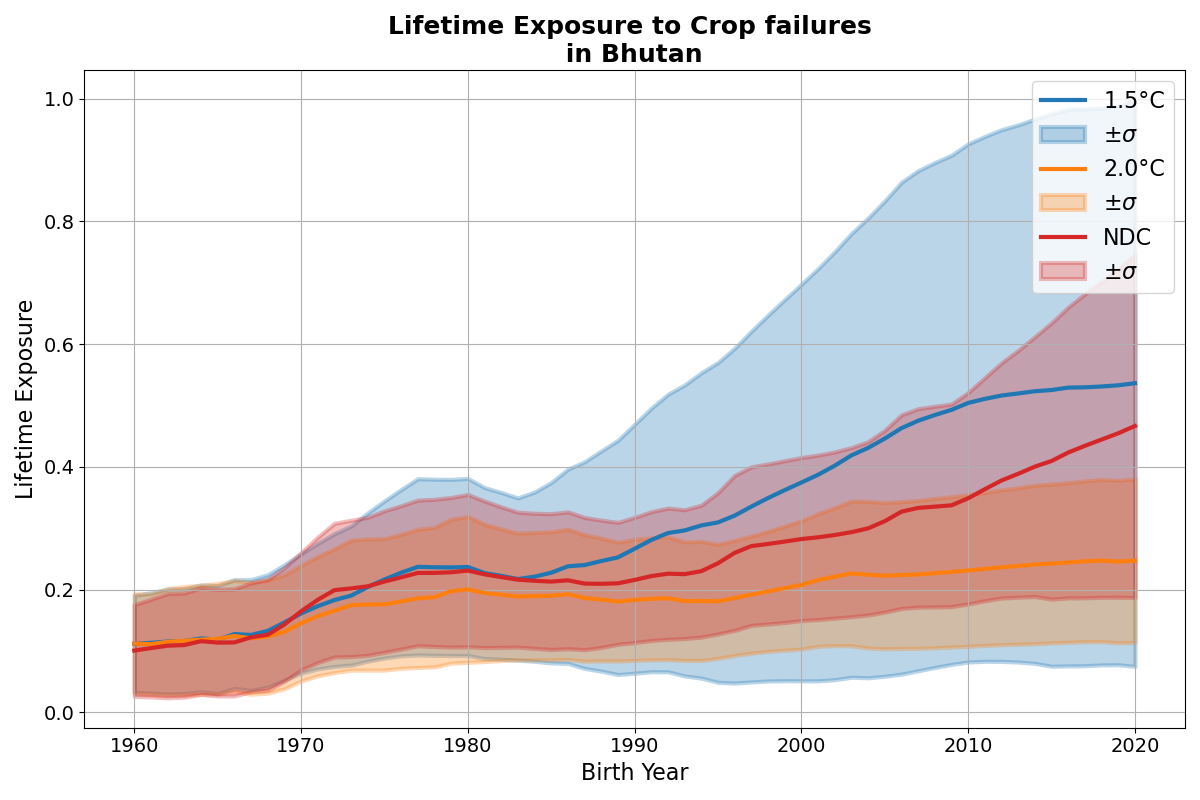 Lifetime Exposure to Crop failures
in Bhutan
1.5°C
±σ
2.0°C
±σ
NDC
±σ
Lifetime Exposure
1.0
0.8
0.6
0.4
0.2
0.0
1960 1970 1980 1990 2000 2010 2020
Birth Year